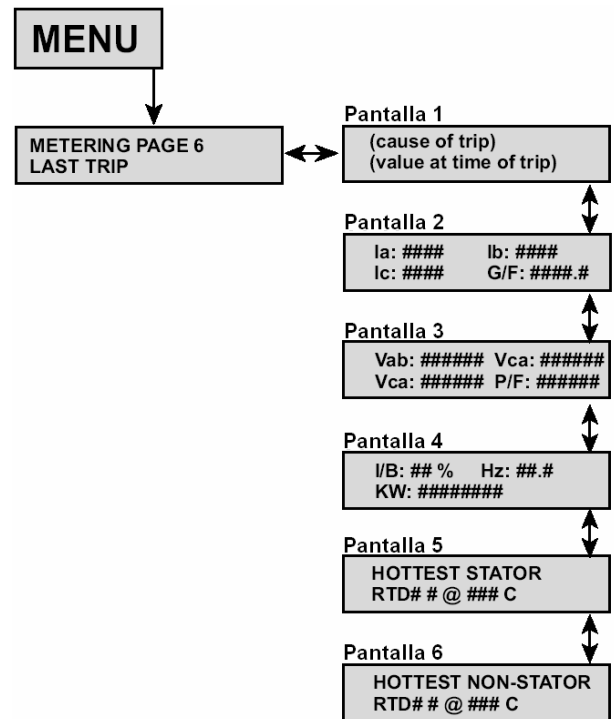 MENU
METERING PAGE 6
LAST TRIP
Pantalla 1
(cause of trip)
(value at time of trip)
Pantalla 2
Ia: #### Ib: ####
Ic: #### G/F: ####.#
Pantalla 3
Vab: ###### Vca: ######
Vca: ###### P/F: ######
Pantalla 4
I/B: ## % Hz: ##.#
KW: ########
Pantalla 5
HOTTEST STATOR
RTD# # @ ### C
Pantalla 6
HOTTEST NON-STATOR
RTD# # @ ### C